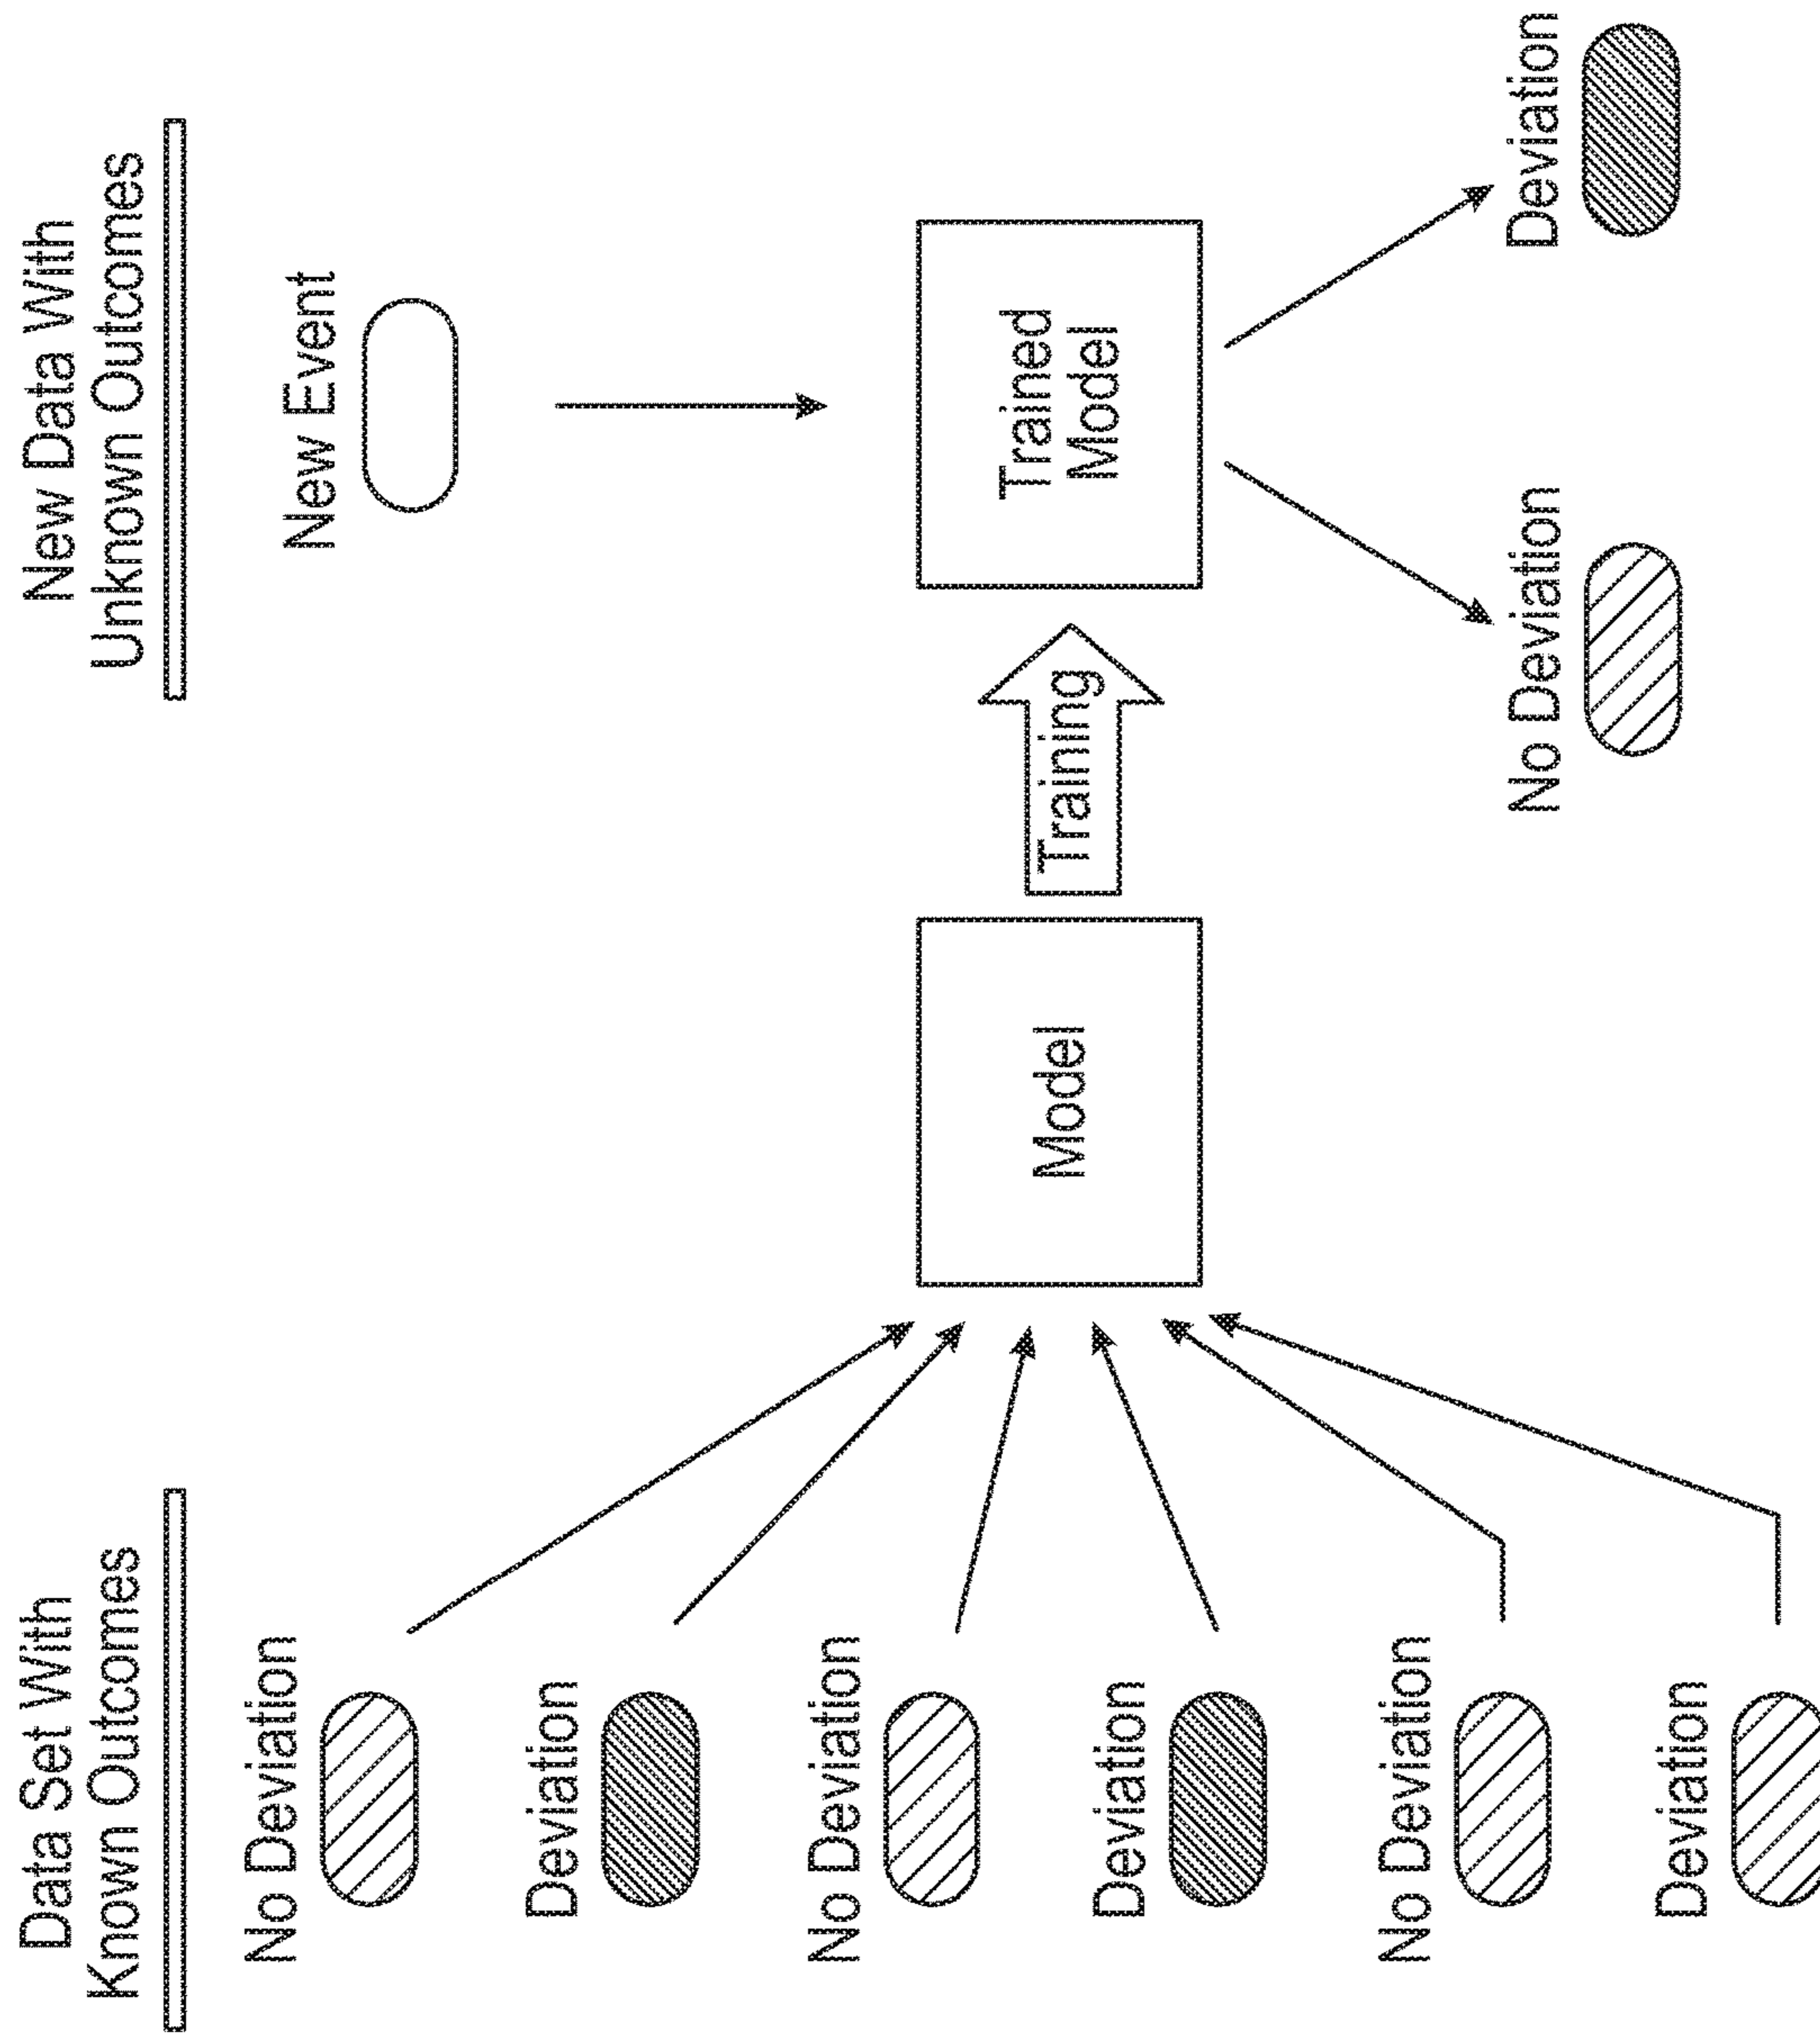 Data Set With
Known Outcomes
No Deviation
Deviation
No Deviation
Deviation
No Deviation
Deviation
Model
Training
New Data With
Unknown Outcomes
New Event
Trained
Model
No Deviation
Deviation